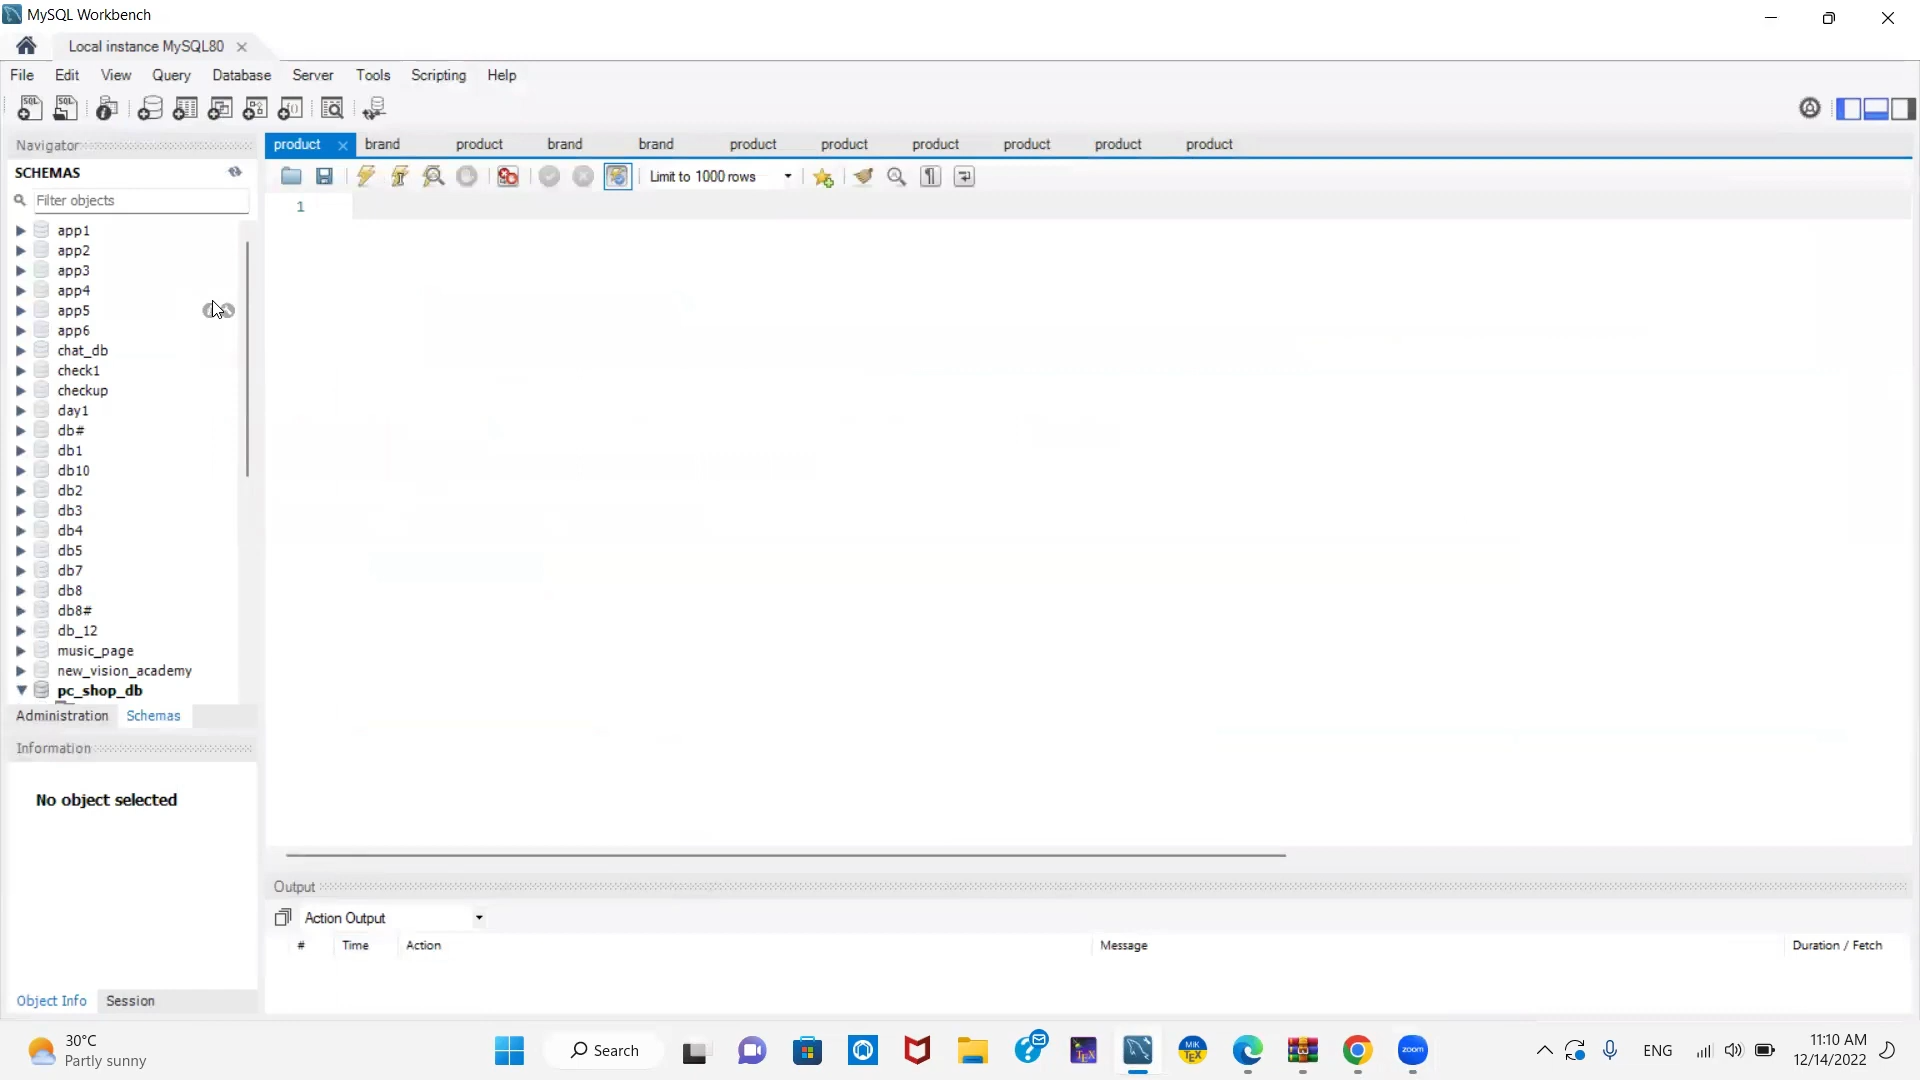 MySQL Workbench
Local instance MySQL80
File Edit View Query Database Server Tools Scripting Help
Navigator
SCHEMAS
Filter objects
app1
app2
app3
app4
app5
app6
chat_db
check1
checkup
day1
db#
db1
db10
db2
db3
db4
db5
db7
db8
db8#
db_12
music_page
new_vision_academy
pc_shop_db
Administration Schemas
Information
No object selected
Object Info Session
product brand product brand brand product product product product product product
Limit to 1000 rows
1
Output
Action Output
# Time Action Message Duration / Fetch
30°C
Partly sunny
Search
zoom
ENG
11:10 AM
12/14/2022